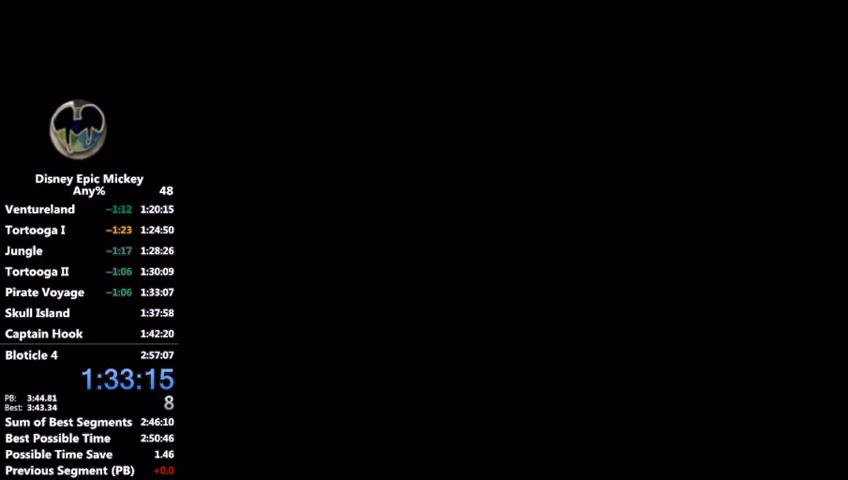 Disney Epic Mickey
Any% 48
Ventureland −1:12 1:20:15
Tortooga I −1:23 1:24:50
Jungle −1:17 1:28:26
Tortooga II −1:06 1:30:09
Pirate Voyage −1:06 1:33:07
Skull Island 1:37:58
Captain Hook 1:42:20
Bloticle 4 2:57:07
1:33:15
PB: 3:44.81
Best: 3:43.34
8
Sum of Best Segments 2:46:10
Best Possible Time 2:50:46
Possible Time Save 1.46
Previous Segment (PB) +0.0